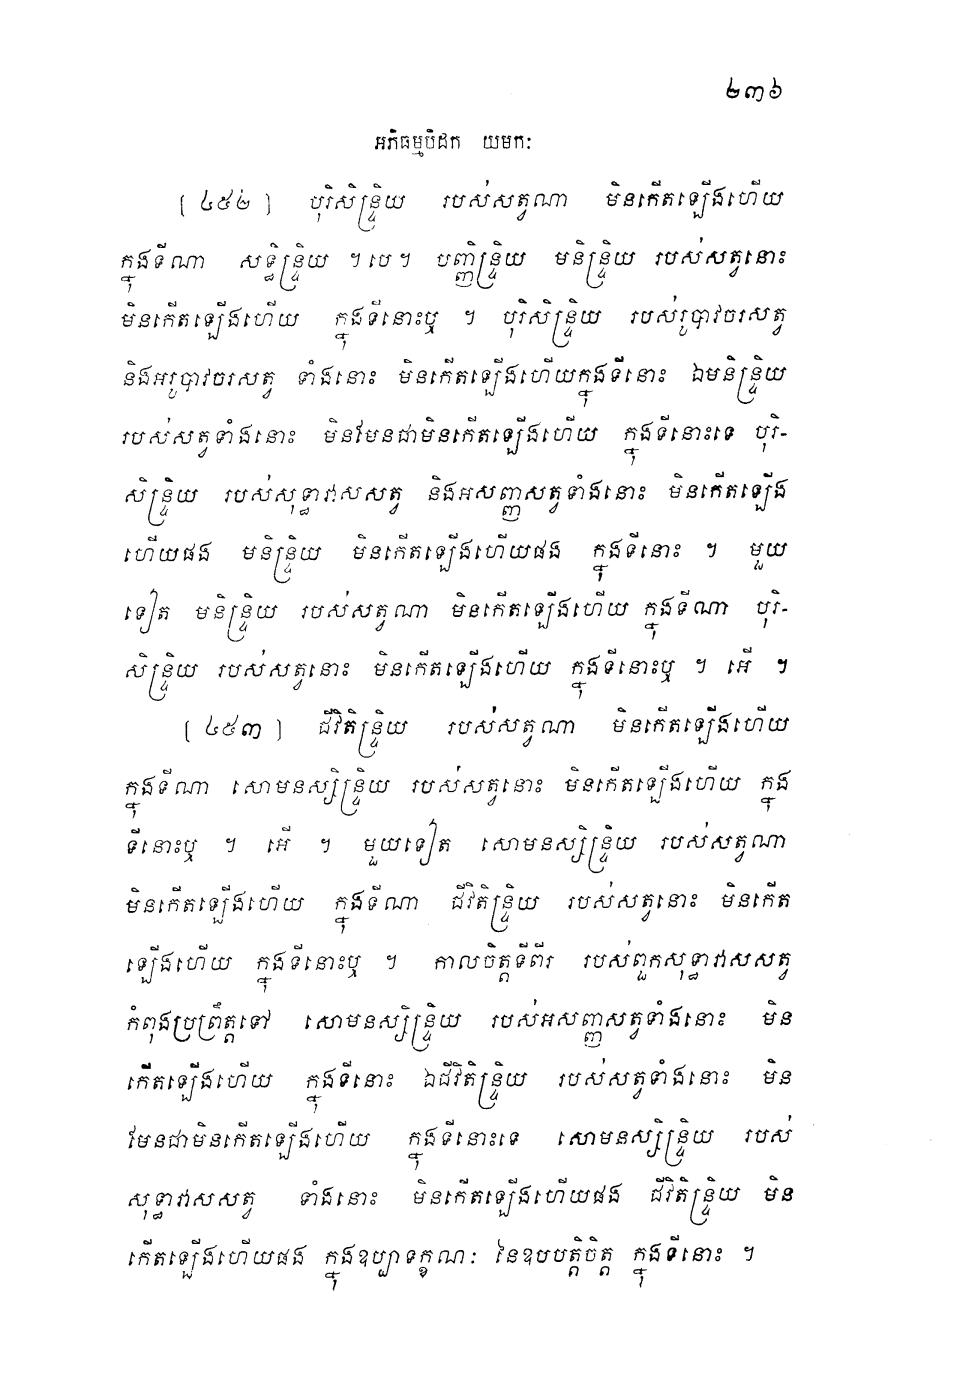 ២៣៦
អភិធម្មបិដក យមកៈ
[ ៤៥២ ] បុរិសិន្ទ្រិយ របស់សត្វណា មិនកើតឡើងហើយ
ក្នុងទីណា សទ្ធិន្ទ្រិយ ។ បេ ។ បញ្ញិន្ទ្រិយ មនិន្ទ្រិយ របស់សត្វនោះ
មិនកើតឡើងហើយ ក្នុងទីនោះឬ ។ បុរិសិន្ទ្រិយ របស់រូបាវចរសត្វ
និងអរូបាវចរសត្វ ទាំងនោះ មិនកើតឡើងហើយក្នុងទីនោះ ឯមនិន្ទ្រិយ
របស់សត្វទាំងនោះ មិនមែនជាមិនកើតឡើងហើយ ក្នុងទីនោះទេ បុរិ-
សិន្ទ្រិយ របស់សុទ្ធាវាសសត្វ និងអសញ្ញសត្វទាំងនោះ មិនកើតឡើង
ហើយផង មនិន្ទ្រិយ មិនកើតឡើងហើយផង ក្នុងទីនោះ ។ មួយ
ទៀត មនិន្ទ្រិយ របស់សត្វណា មិនកើតឡើងហើយ ក្នុងទីណា បុរិ-
សិន្ទ្រិយ របស់សត្វនោះ មិនកើតឡើងហើយ ក្នុងទីនោះឬ ។ អើ ។
[ ៤៥៣ ] ជីវិតិន្ទ្រិយ របស់សត្វណា មិនកើតឡើងហើយ
ក្នុងទីណា សោមនស្សិន្ទ្រិយ របស់សត្វនោះ មិនកើតឡើងហើយ ក្នុង
ទីនោះឬ ។ អើ ។ មួយទៀត សោមនស្សិន្ទ្រិយ របស់សត្វណា
មិនកើតឡើងហើយ ក្នុងទីណា ជីវិតិន្ទ្រិយ របស់សត្វនោះ មិនកើត
ឡើងហើយ ក្នុងទីនោះឬ ។ កាលចិត្តទីពីរ របស់ពួកសុទ្ធាវាសសត្វ
កំពុងប្រព្រឹត្តទៅ សោមនស្សិន្ទ្រិយ របស់អសញ្ញសត្វទាំងនោះ មិន
កើតឡើងហើយ ក្នុងទីនោះ ឯជីវិតិន្ទ្រិយ របស់សត្វទាំងនោះ មិន
មែនជាមិនកើតឡើងហើយ ក្នុងទីនោះទេ សោមនស្សិន្ទ្រិយ របស់
សុទ្ធាវាសសត្វ ទាំងនោះ មិនកើតឡើងហើយផង ជីវិតិន្ទ្រិយ មិន
កើតឡើងហើយផង ក្នុងឧប្បាទក្ខណៈ នៃឧបបត្តិចិត្ត ក្នុងទីនោះ ។